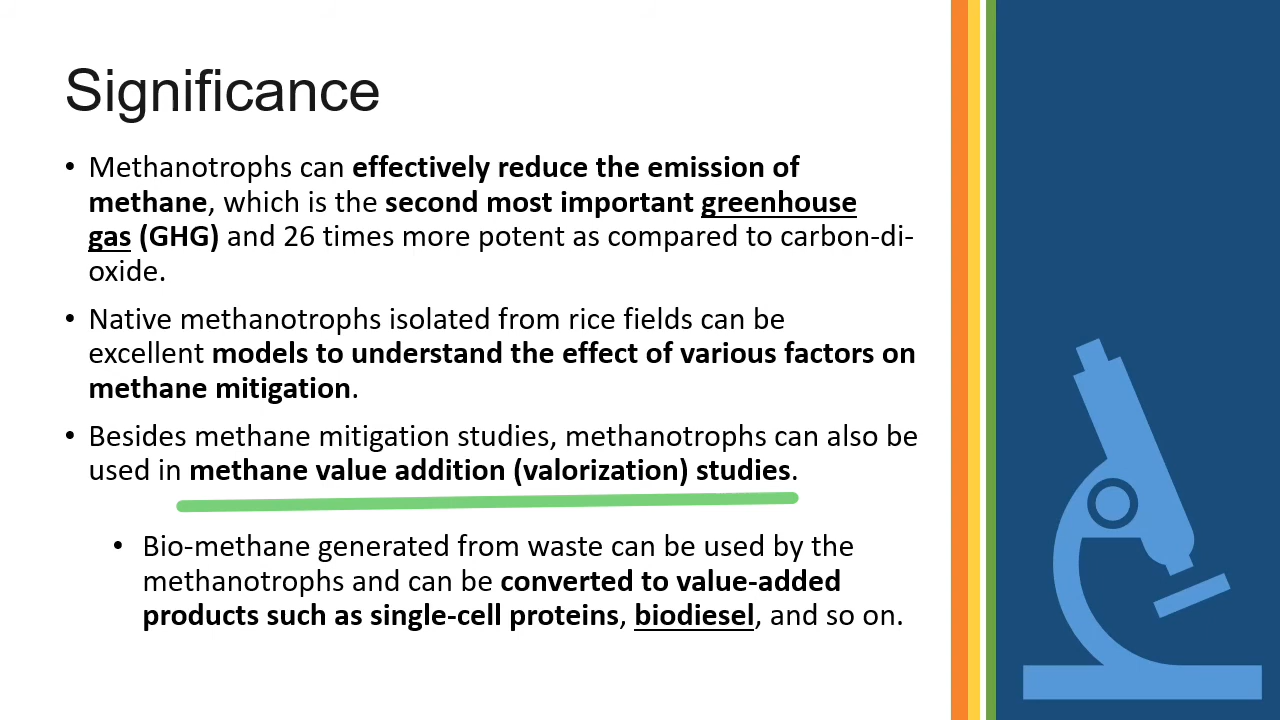 Significance
• Methanotrophs can effectively reduce the emission of
methane, which is the second most important greenhouse
gas (GHG) and 26 times more potent as compared to carbon-di-
oxide.
• Native methanotrophs isolated from rice fields can be
excellent models to understand the effect of various factors on
methane mitigation.
• Besides methane mitigation studies, methanotrophs can also be
used in methane value addition (valorization) studies.
• Bio-methane generated from waste can be used by the
methanotrophs and can be converted to value-added
products such as single-cell proteins, biodiesel, and so on.